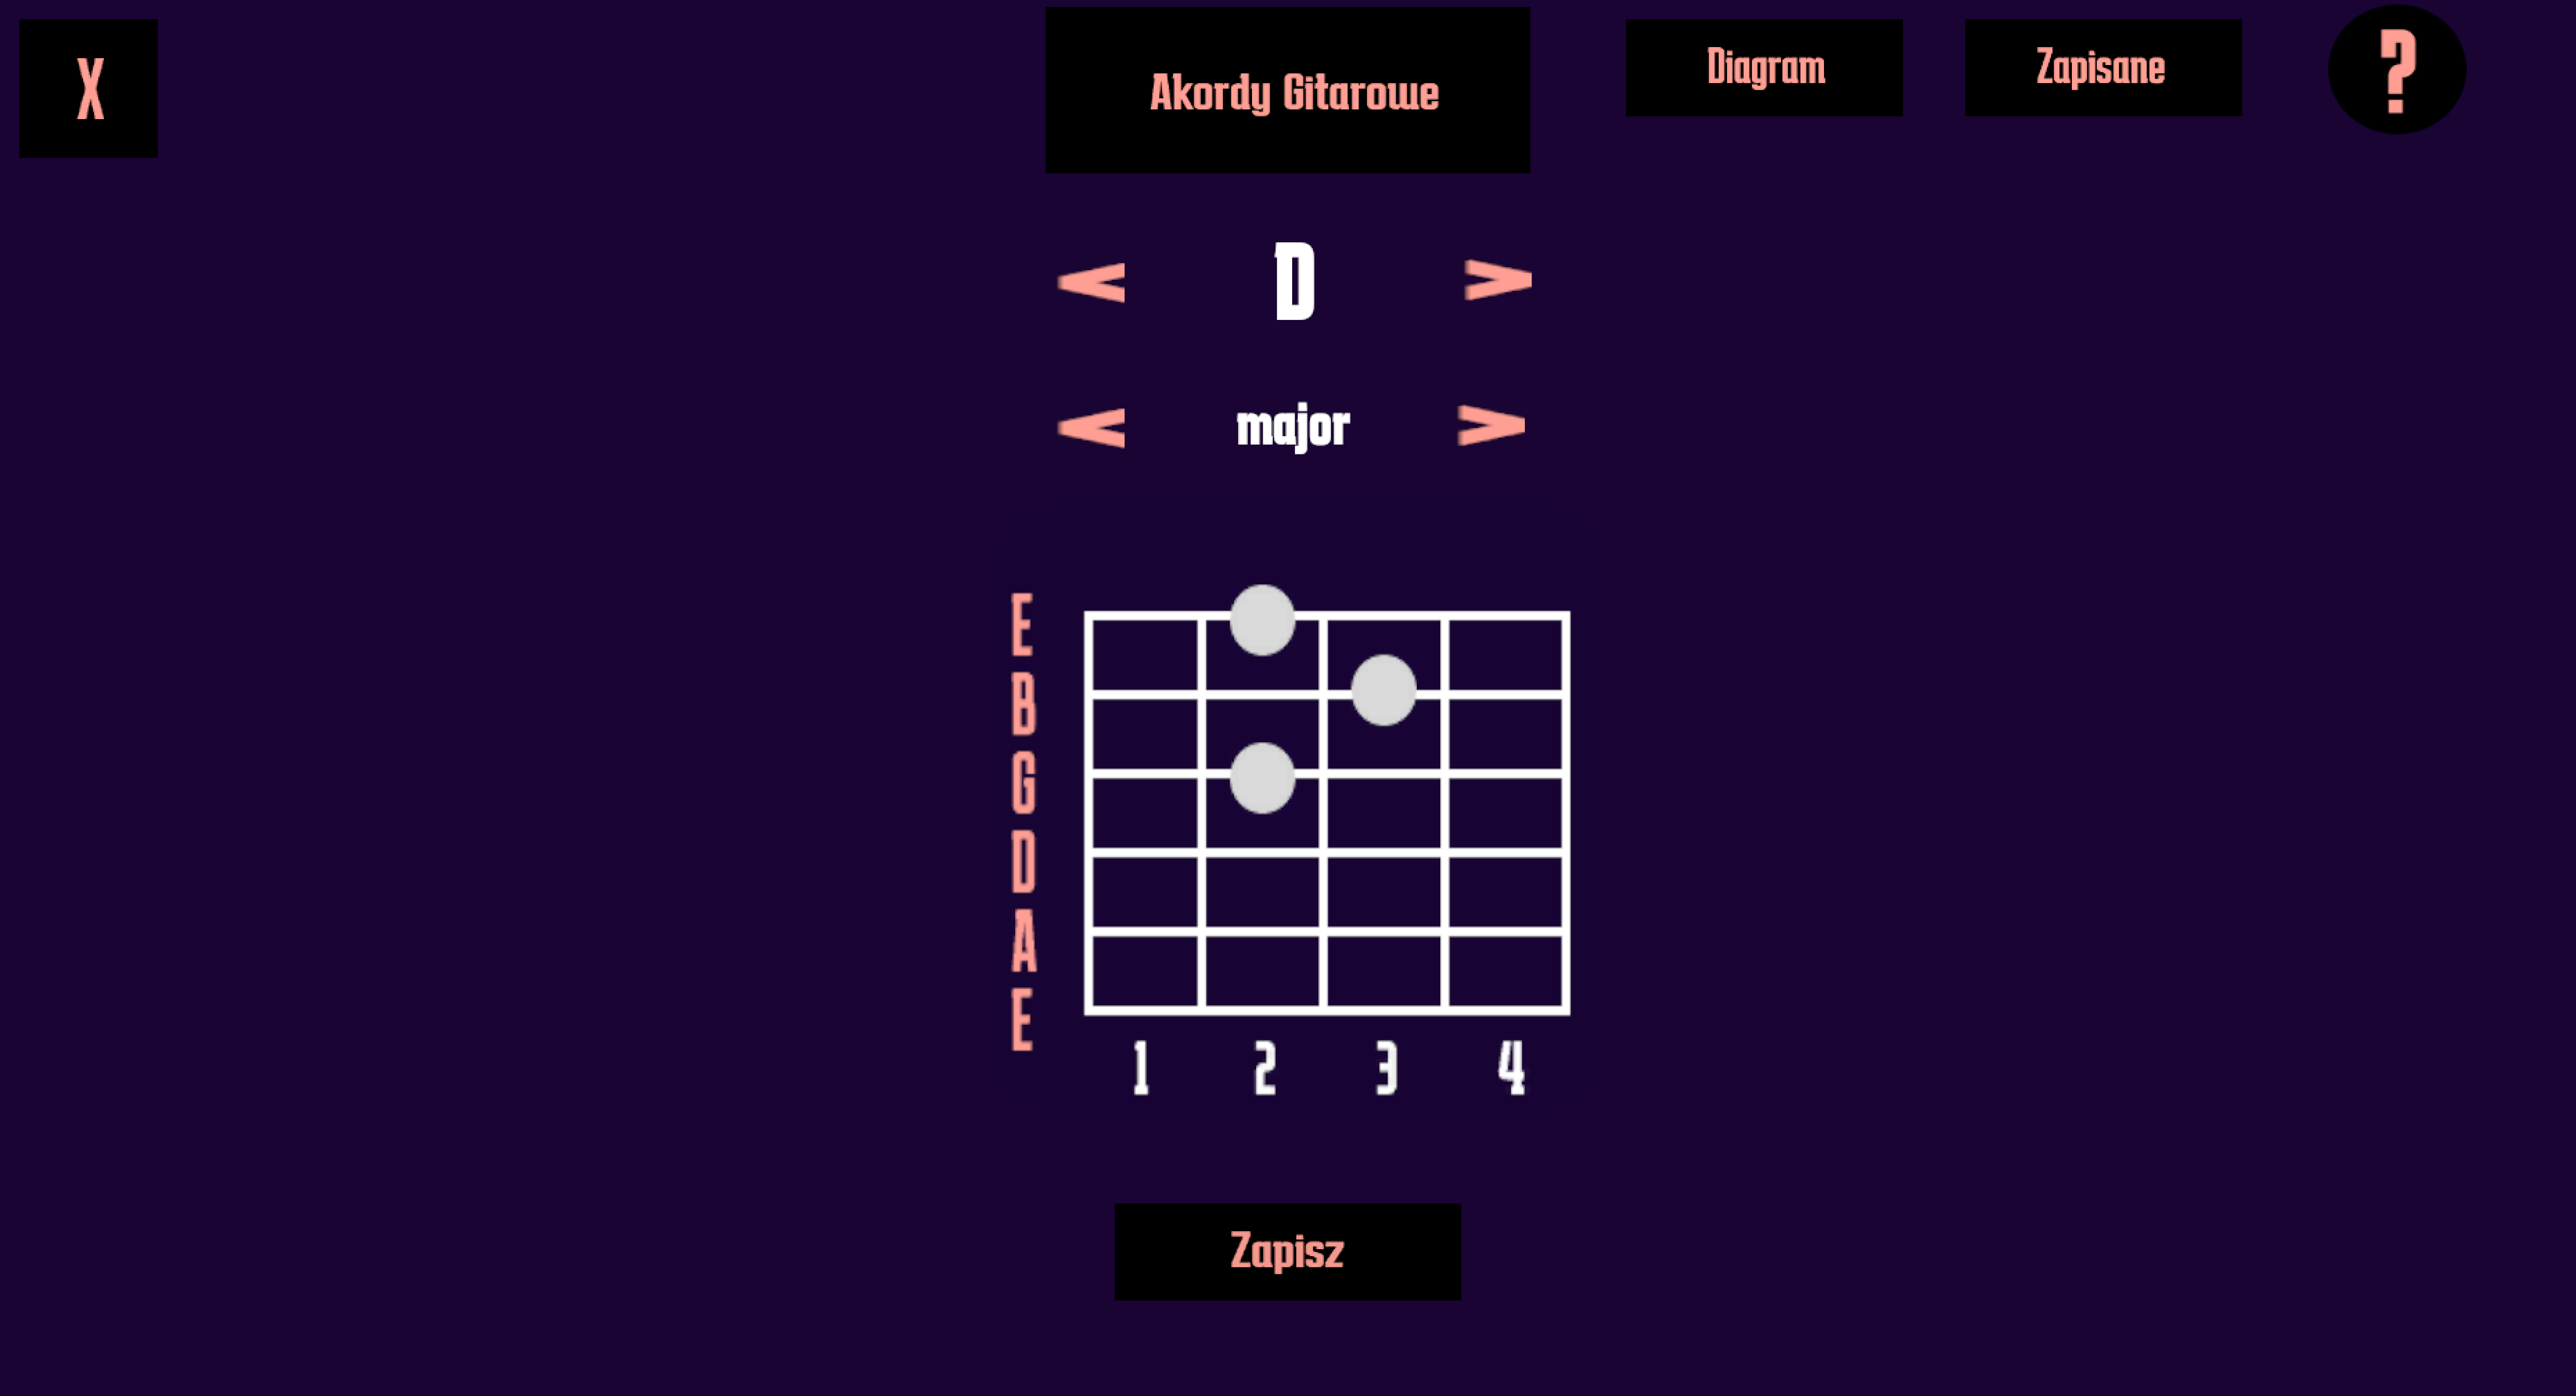 X
Akordy Gitarowe
Diagram
Zapisane
?
< D >
< major >
E
B
G
D
A
E
1 2 3 4
Zapisz